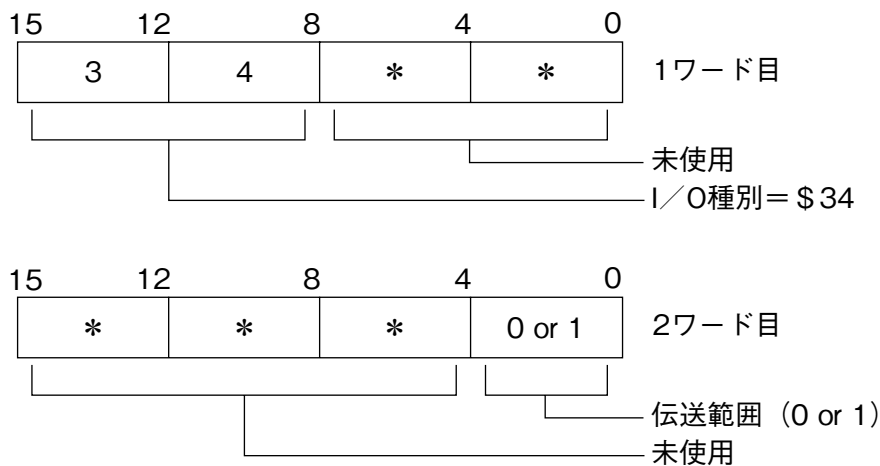 15 12 8 4 0
3 4 * * 1ワード目
未使用
I/O種別=$34
15 12 8 4 0
* * * 0 or 1 2ワード目
伝送範囲(0 or 1)
未使用